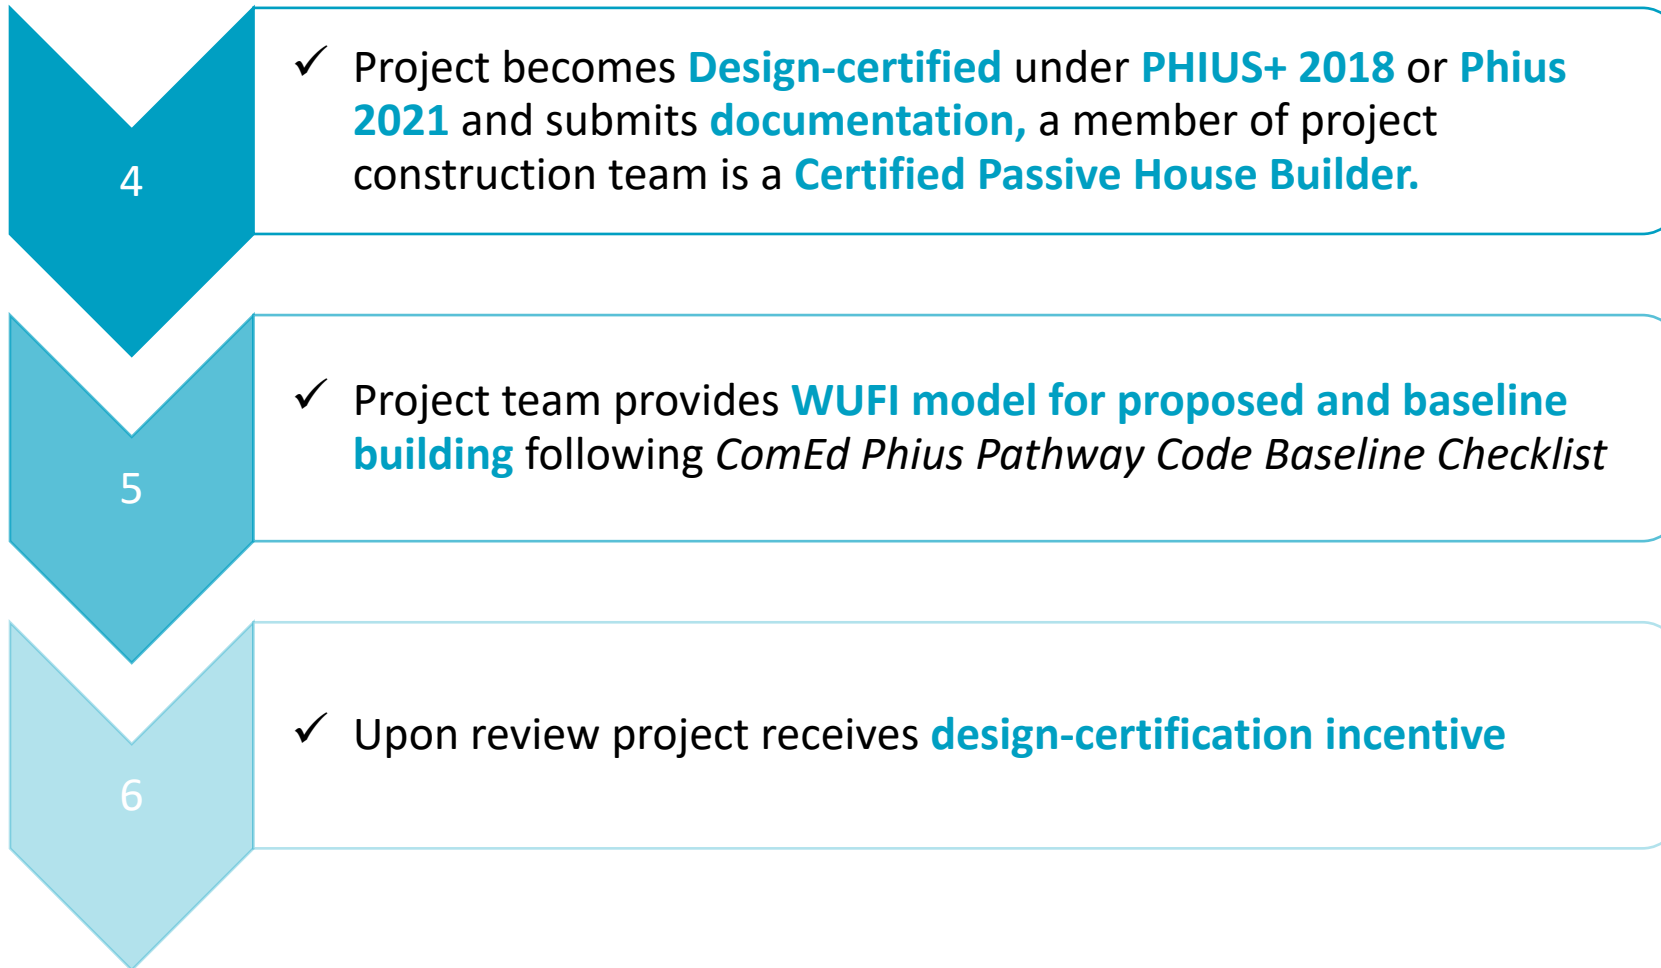 4
✓ Project becomes Design-certified under PHIUS+ 2018 or Phius
2021 and submits documentation, a member of project
construction team is a Certified Passive House Builder.
5
✓ Project team provides WUFI model for proposed and baseline
building following ComEd Phius Pathway Code Baseline Checklist
6
✓ Upon review project receives design-certification incentive